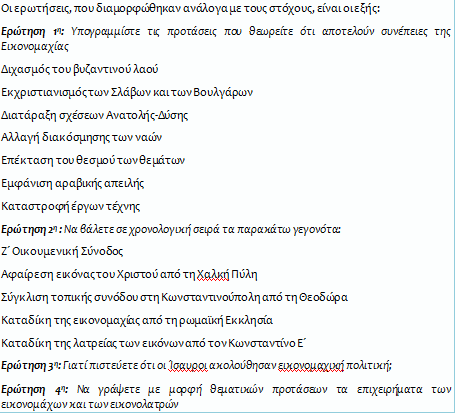 Οι ερωτήσεις, που διαμορφώθηκαν ανάλογα με τους στόχους, είναι οι εξής:
Ερώτηση 1η: Υπογραμμίστε τις προτάσεις που θεωρείτε ότι αποτελούν συνέπειες της
Εικονομαχίας
Διχασμός του βυζαντινού λαού
Εκχριστιανισμός των Σλάβων και των Βουλγάρων
Διατάραξη σχέσεων Ανατολής-Δύσης
Αλλαγή διακόσμησης των ναών
Επέκταση του θεσμού των θεμάτων
Εμφάνιση αραβικής απειλής
Καταστροφή έργων τέχνης
Ερώτηση 2η : Να βάλετε σε χρονολογική σειρά τα παρακάτω γεγονότα:
Ζ΄ Οικουμενική Σύνοδος
Αφαίρεση εικόνας του Χριστού από τη Χαλκή Πύλη
Σύγκλιση τοπικής συνόδου στη Κωνσταντινούπολη από τη Θεοδώρα
Καταδίκη της εικονομαχίας από τη ρωμαϊκή Εκκλησία
Καταδίκη της λατρείας των εικόνων από τον Κωνσταντίνο Ε΄
Ερώτηση 3η: Γιατί πιστεύετε ότι οι Ίσαυροι ακολούθησαν εικονομαχική πολιτική;
Ερώτηση 4η: Να γράψετε με μορφή θεματικών προτάσεων τα επιχειρήματα των
εικονομάχων και των εικονολατρών